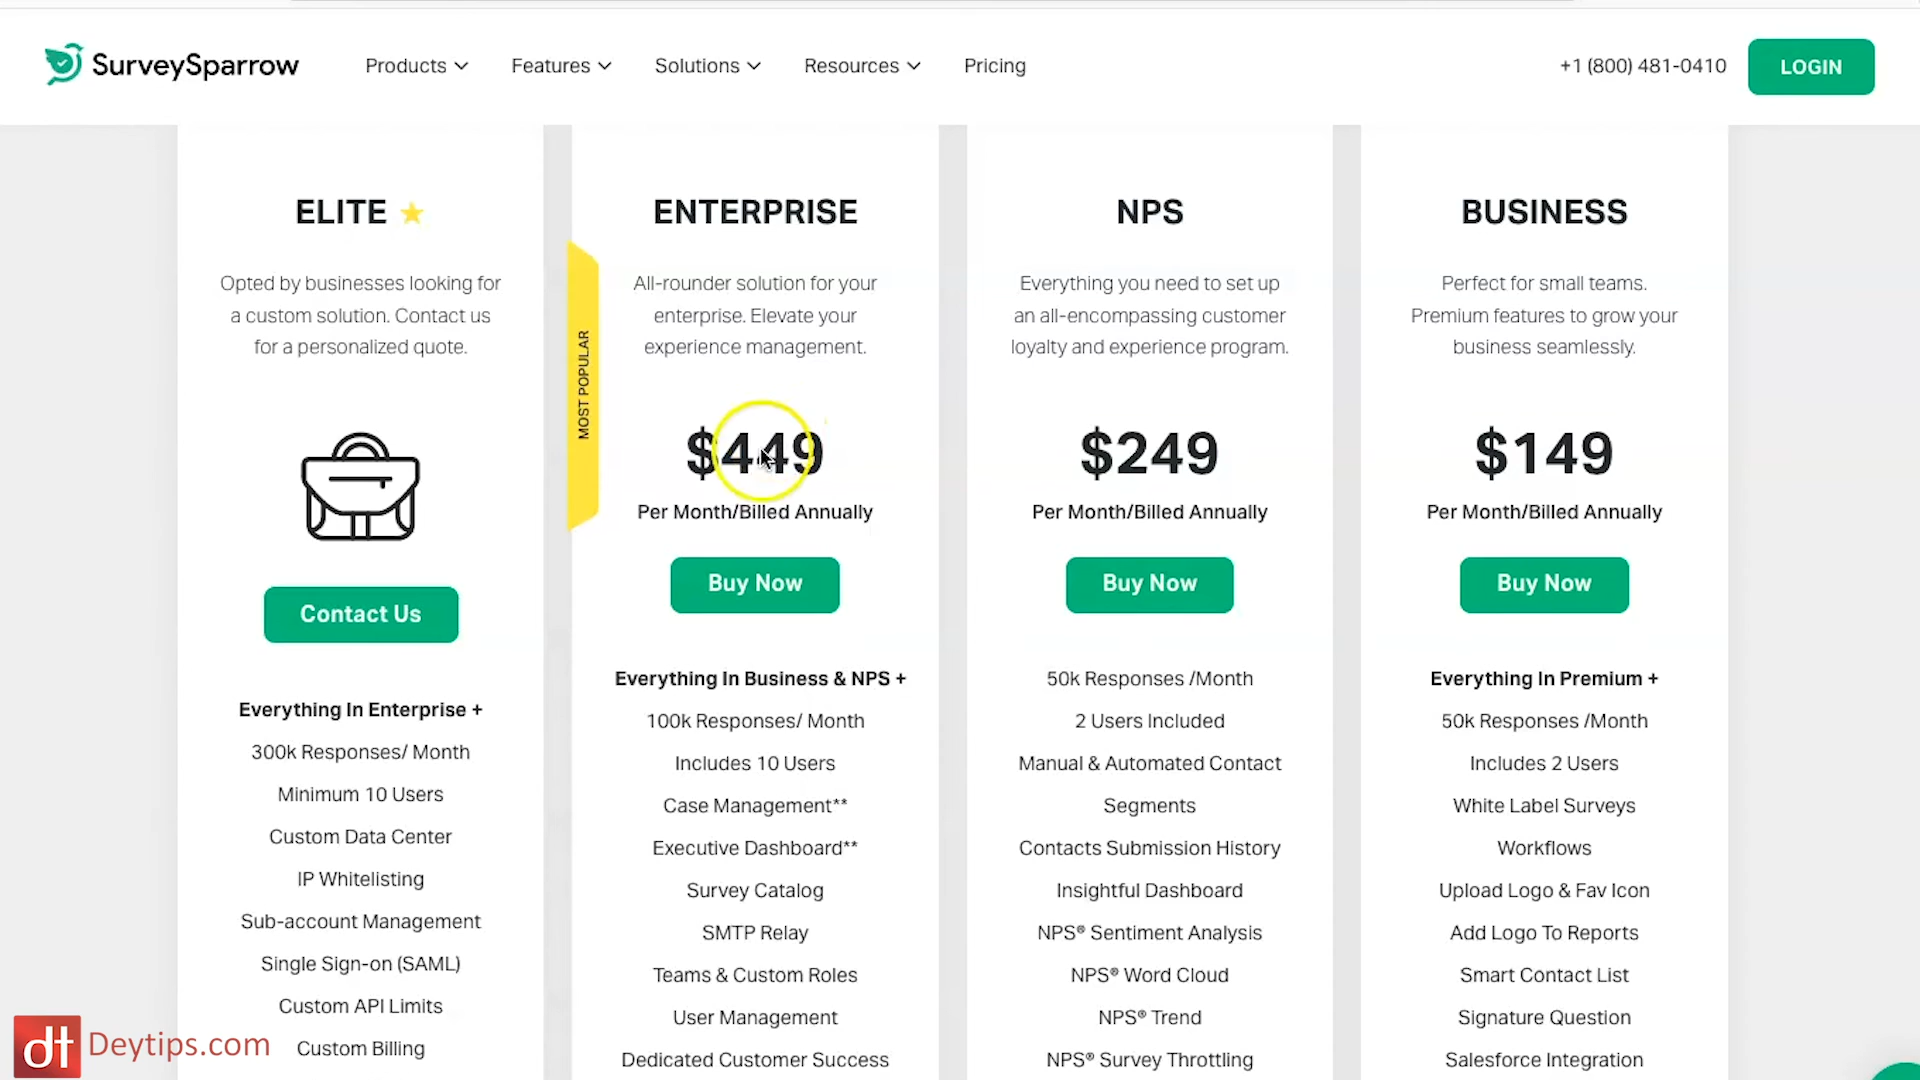 SurveySparrow
Products
Features
Solutions
Resources
Pricing
+1 (800) 481-0410
LOGIN
ELITE
Opted by businesses looking for
a custom solution. Contact us
for a personalized quote.
Contact Us
Everything In Enterprise +
300k Responses/ Month
Minimum 10 Users
Custom Data Center
IP Whitelisting
Sub-account Management
Single Sign-on (SAML)
Custom API Limits
Custom Billing
MOST POPULAR
ENTERPRISE
All-rounder solution for your
enterprise. Elevate your
experience management.
$449
Per Month/Billed Annually
Buy Now
Everything In Business & NPS +
100k Responses/ Month
Includes 10 Users
Case Management**
Executive Dashboard**
Survey Catalog
SMTP Relay
Teams & Custom Roles
User Management
Dedicated Customer Success
NPS
Everything you need to set up
an all-encompassing customer
loyalty and experience program.
$249
Per Month/Billed Annually
Buy Now
50k Responses /Month
2 Users Included
Manual & Automated Contact
Segments
Contacts Submission History
Insightful Dashboard
NPS® Sentiment Analysis
NPS® Word Cloud
NPS® Trend
NPS® Survey Throttling
BUSINESS
Perfect for small teams.
Premium features to grow your
business seamlessly.
$149
Per Month/Billed Annually
Buy Now
Everything In Premium +
50k Responses /Month
Includes 2 Users
White Label Surveys
Workflows
Upload Logo & Fav Icon
Add Logo To Reports
Smart Contact List
Signature Question
Salesforce Integration
dt Deytips.com